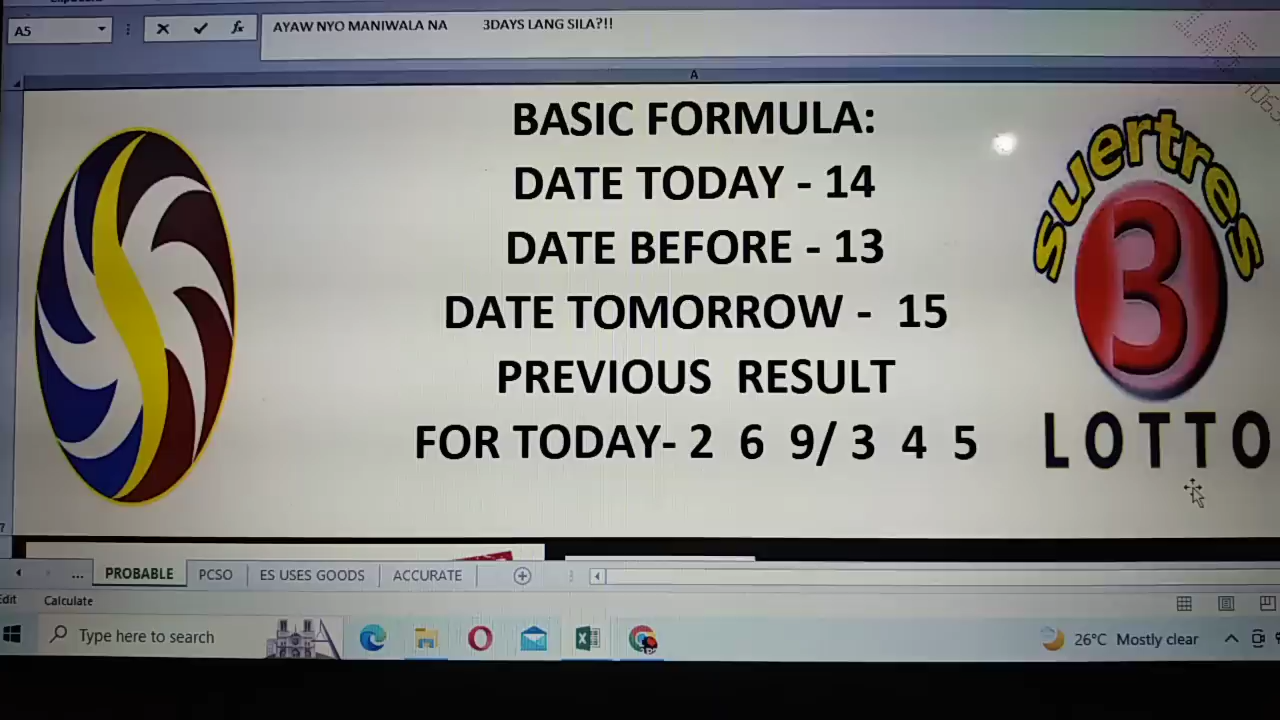 A5
fx
AYAW NYO MANIWALA NA 3DAYS LANG SILA?!!
A
BASIC FORMULA:
DATE TODAY - 14
DATE BEFORE - 13
DATE TOMORROW - 15
PREVIOUS RESULT
FOR TODAY- 2 6 9/ 3 4 5
suertres
3
LOTTO
... PROBABLE PCSO ES USES GOODS ACCURATE
Calculate
Type here to search
26°C Mostly clear